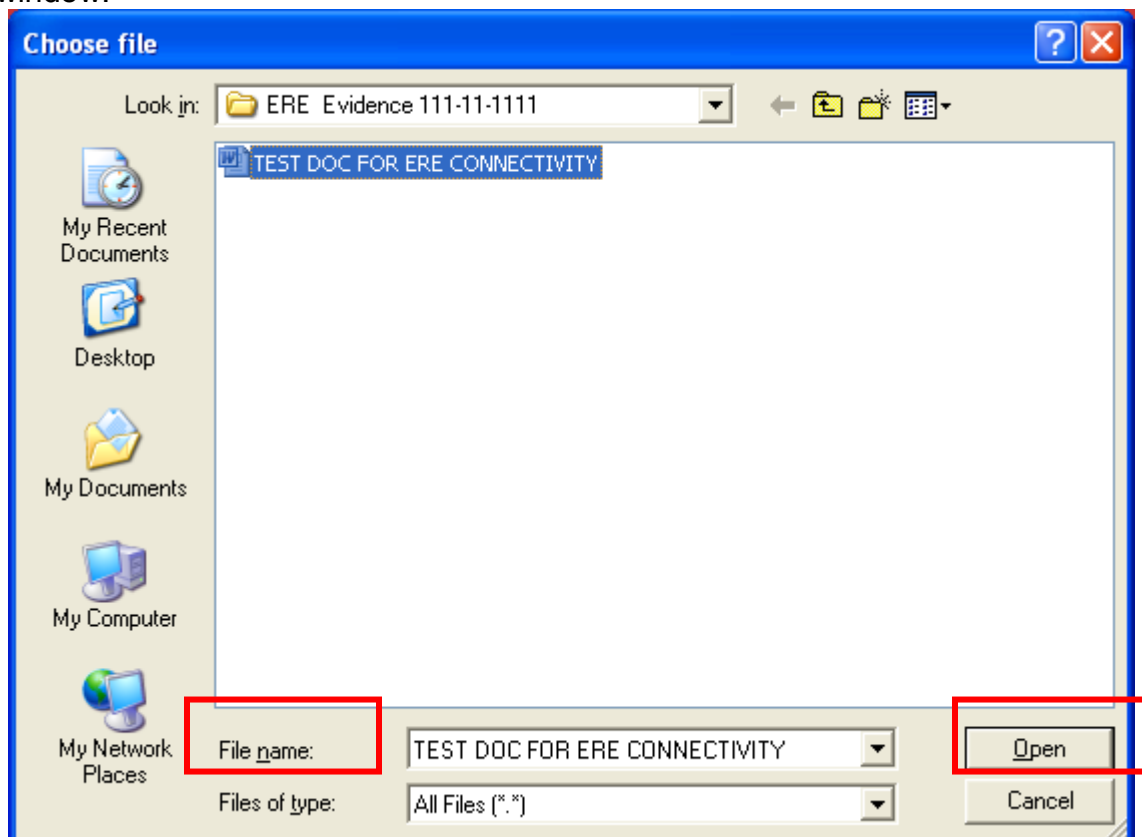 Choose file
Look in:
ERE Evidence 111-11-1111
TEST DOC FOR ERE CONNECTIVITY
My Recent
Documents
Desktop
My Documents
My Computer
My Network
Places
File name:
TEST DOC FOR ERE CONNECTIVITY
Open
Files of type:
All Files (*.*)
Cancel